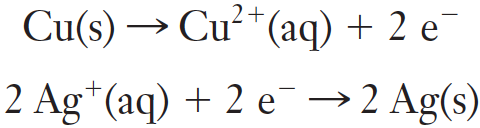 Cu(s) ⟶ Cu²⁺(aq) + 2 e⁻
2 Ag⁺(aq) + 2 e⁻ ⟶ 2 Ag(s)